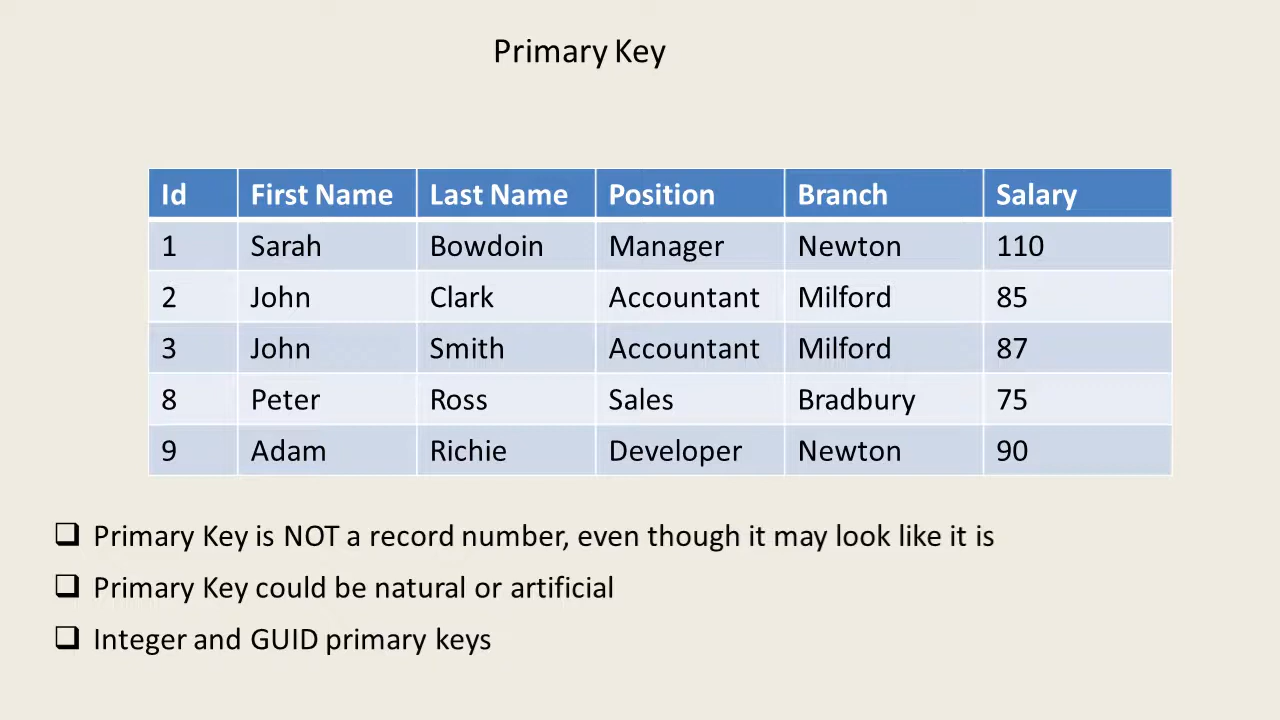 Primary Key
Id First Name Last Name Position Branch Salary
1 Sarah Bowdoin Manager Newton 110
2 John Clark Accountant Milford 85
3 John Smith Accountant Milford 87
8 Peter Ross Sales Bradbury 75
9 Adam Richie Developer Newton 90
❑ Primary Key is NOT a record number, even though it may look like it is
❑ Primary Key could be natural or artificial
❑ Integer and GUID primary keys